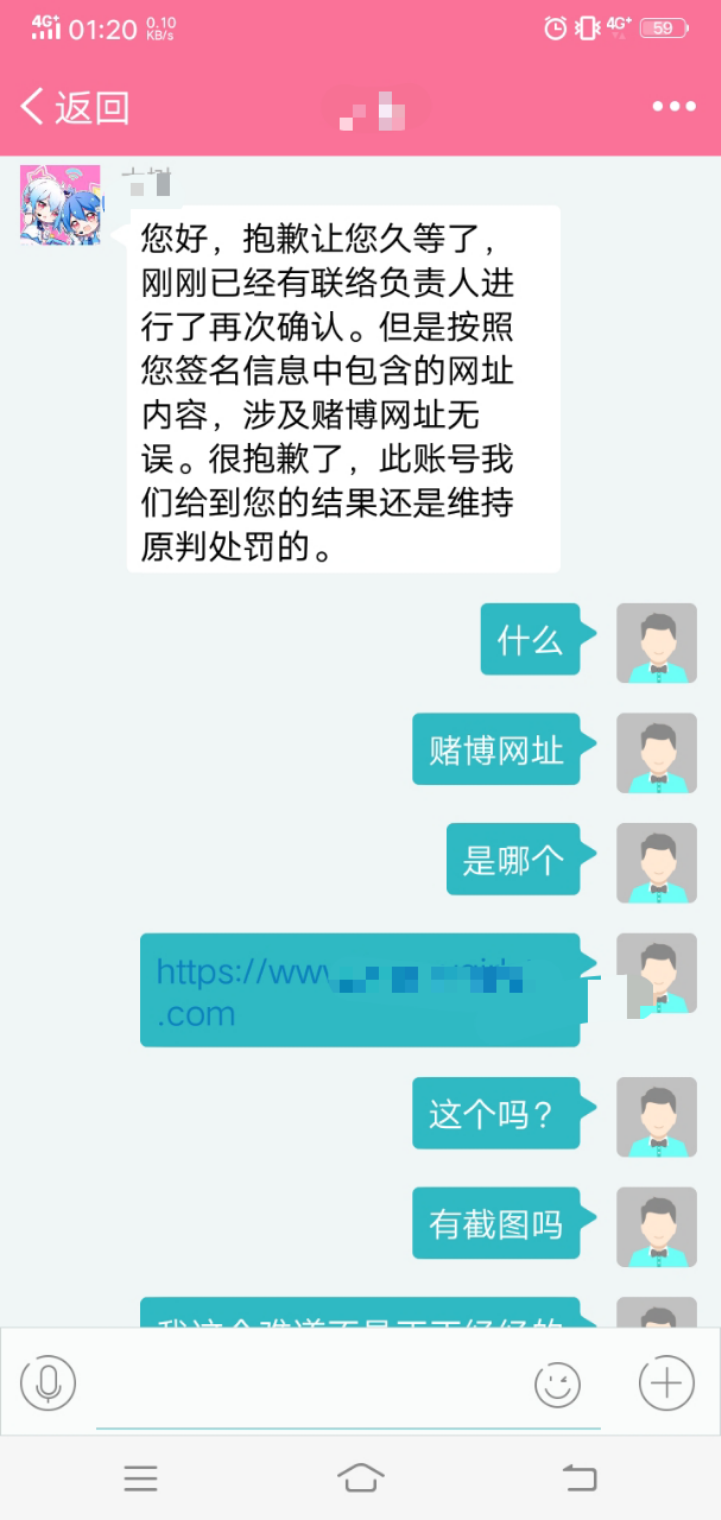 4G+ 01:20 0.10 KB/s 4G+ 59
返回
您好，抱歉让您久等了，
刚刚已经有联络负责人进
行了再次确认。但是按照
您签名信息中包含的网址
内容，涉及赌博网址无
误。很抱歉了，此账号我
们给到您的结果还是维持
原判处罚的。
什么
赌博网址
是哪个
https://www
.com
这个吗？
有截图吗